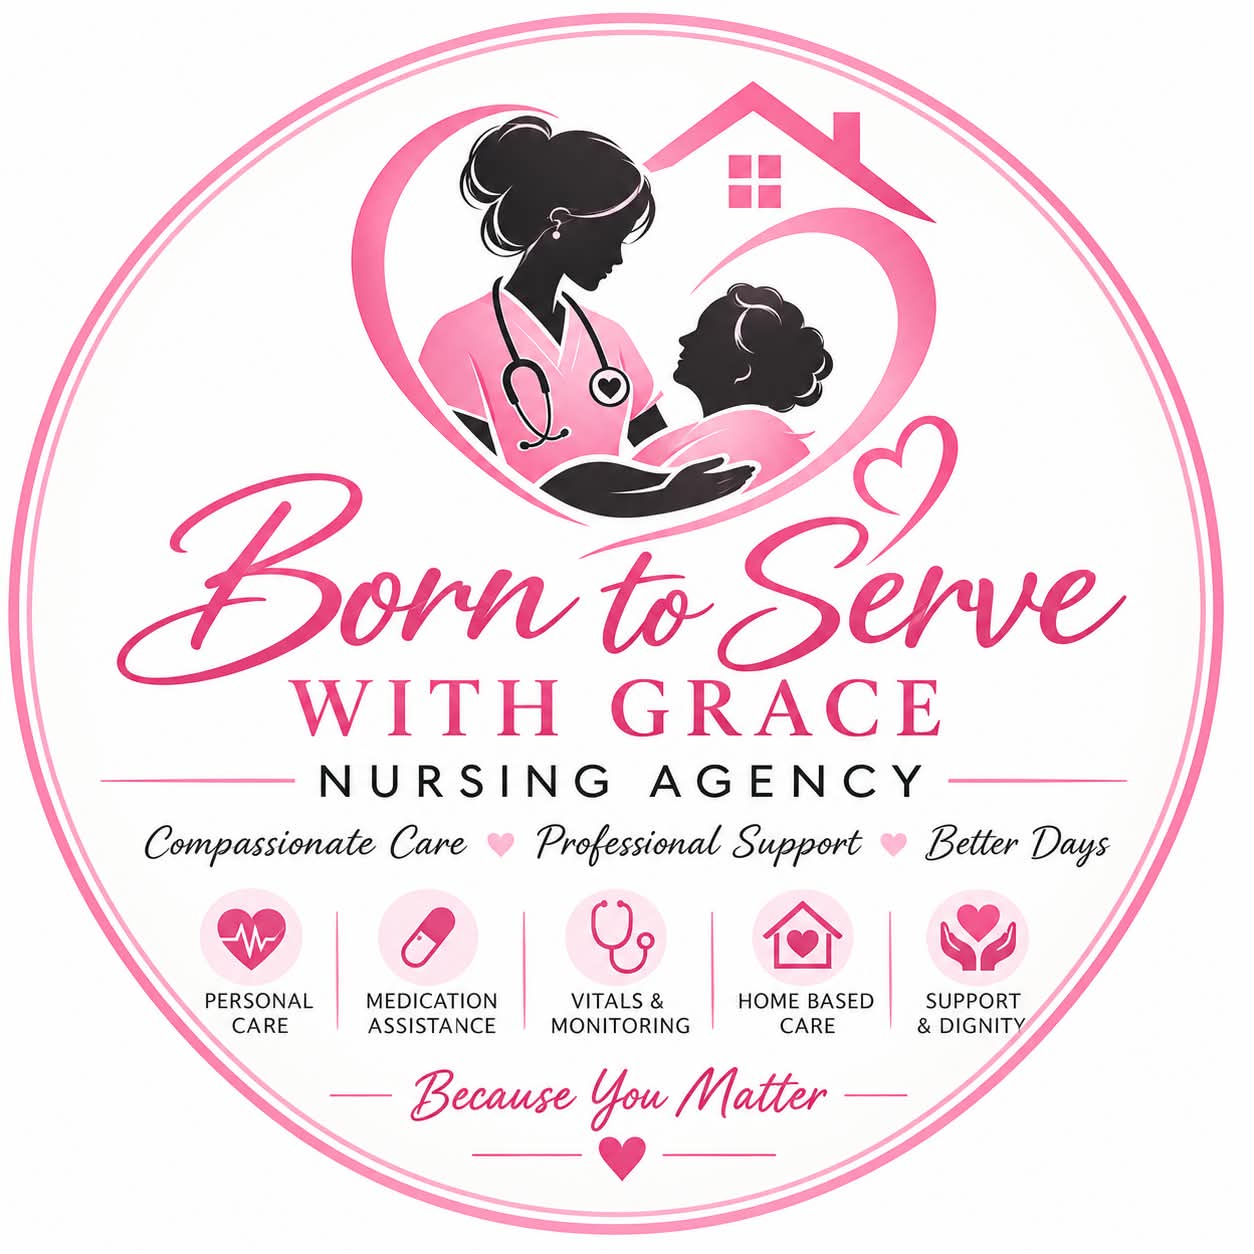 Born to Serve
WITH GRACE
NURSING AGENCY
Compassionate Care Professional Support Better Days
PERSONAL CARE
MEDICATION ASSISTANCE
VITALS & MONITORING
HOME BASED CARE
SUPPORT & DIGNITY
Because You Matter